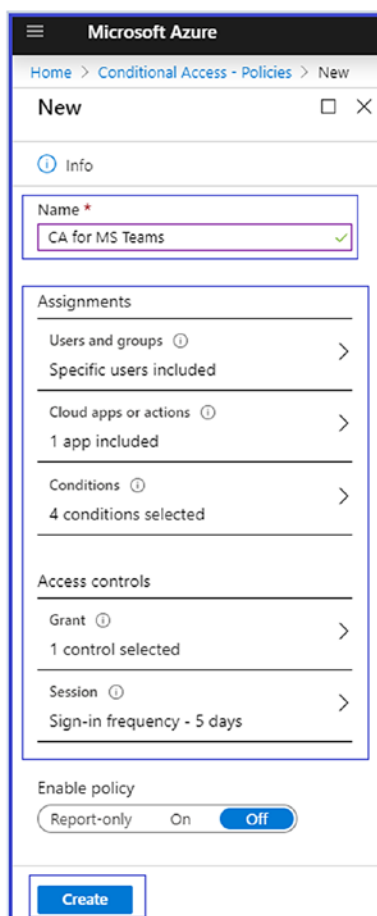 Microsoft Azure
Home > Conditional Access - Policies > New
New
Info
Name *
CA for MS Teams
Assignments
Users and groups
Specific users included
Cloud apps or actions
1 app included
Conditions
4 conditions selected
Access controls
Grant
1 control selected
Session
Sign-in frequency - 5 days
Enable policy
Report-only On Off
Create